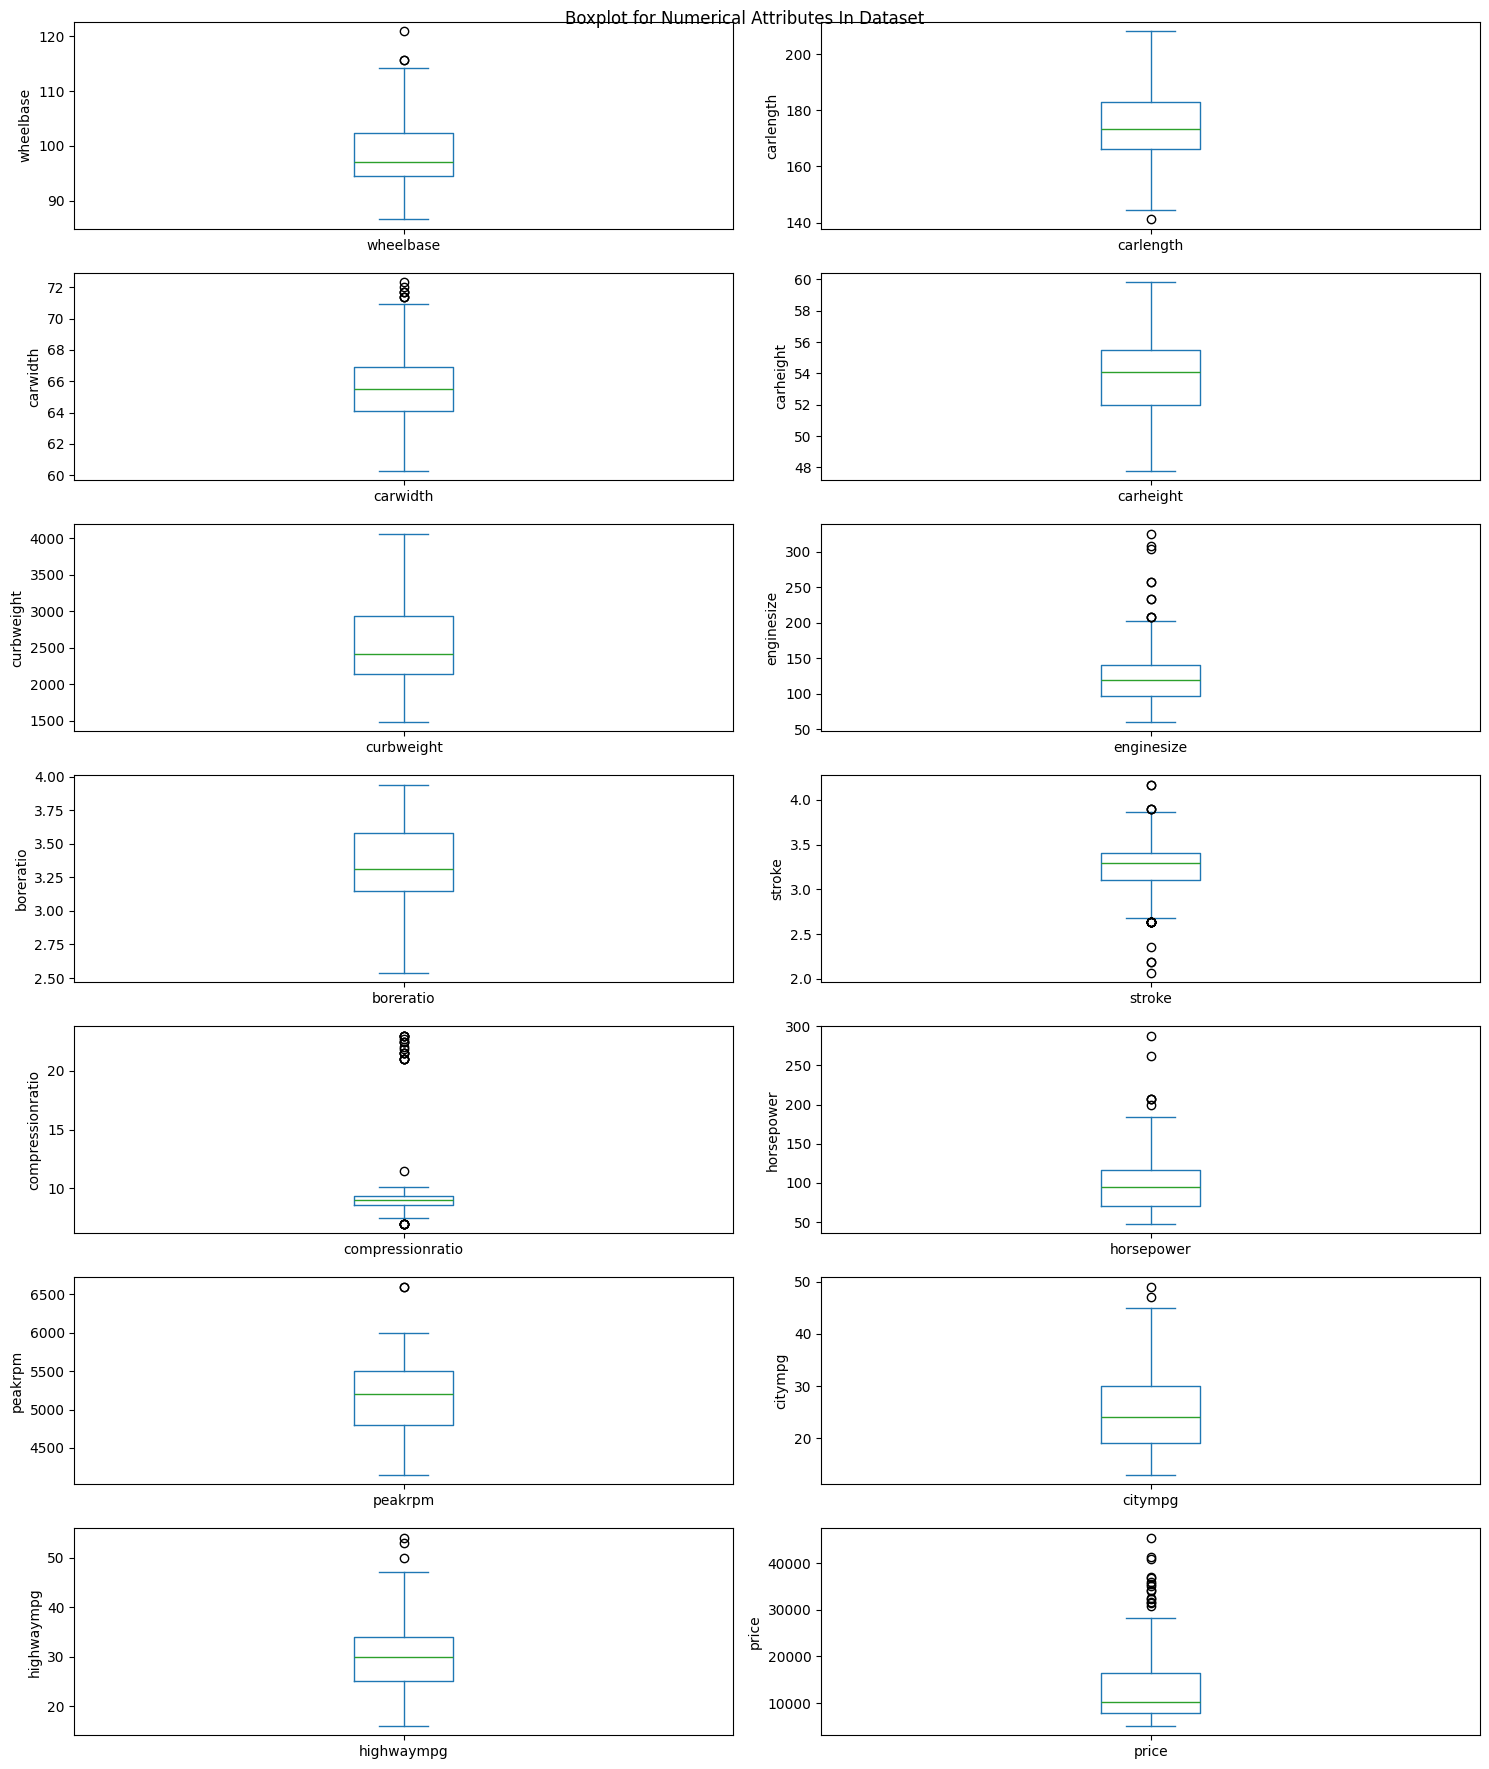 Boxplot for Numerical Attributes In Dataset
120
110
100
90
wheelbase
wheelbase
200
180
160
140
carlength
carlength
72
70
68
66
64
62
60
carwidth
carwidth
60
58
56
54
52
50
48
carheight
carheight
4000
3500
3000
2500
2000
1500
curbweight
curbweight
300
250
200
150
100
50
enginesize
enginesize
4.00
3.75
3.50
3.25
3.00
2.75
2.50
boreratio
boreratio
4.0
3.5
3.0
2.5
2.0
stroke
stroke
20
15
10
compressionratio
compressionratio
300
250
200
150
100
50
horsepower
horsepower
6500
6000
5500
5000
4500
peakrpm
peakrpm
50
40
30
20
citympg
citympg
50
40
30
20
highwaympg
highwaympg
40000
30000
20000
10000
price
price